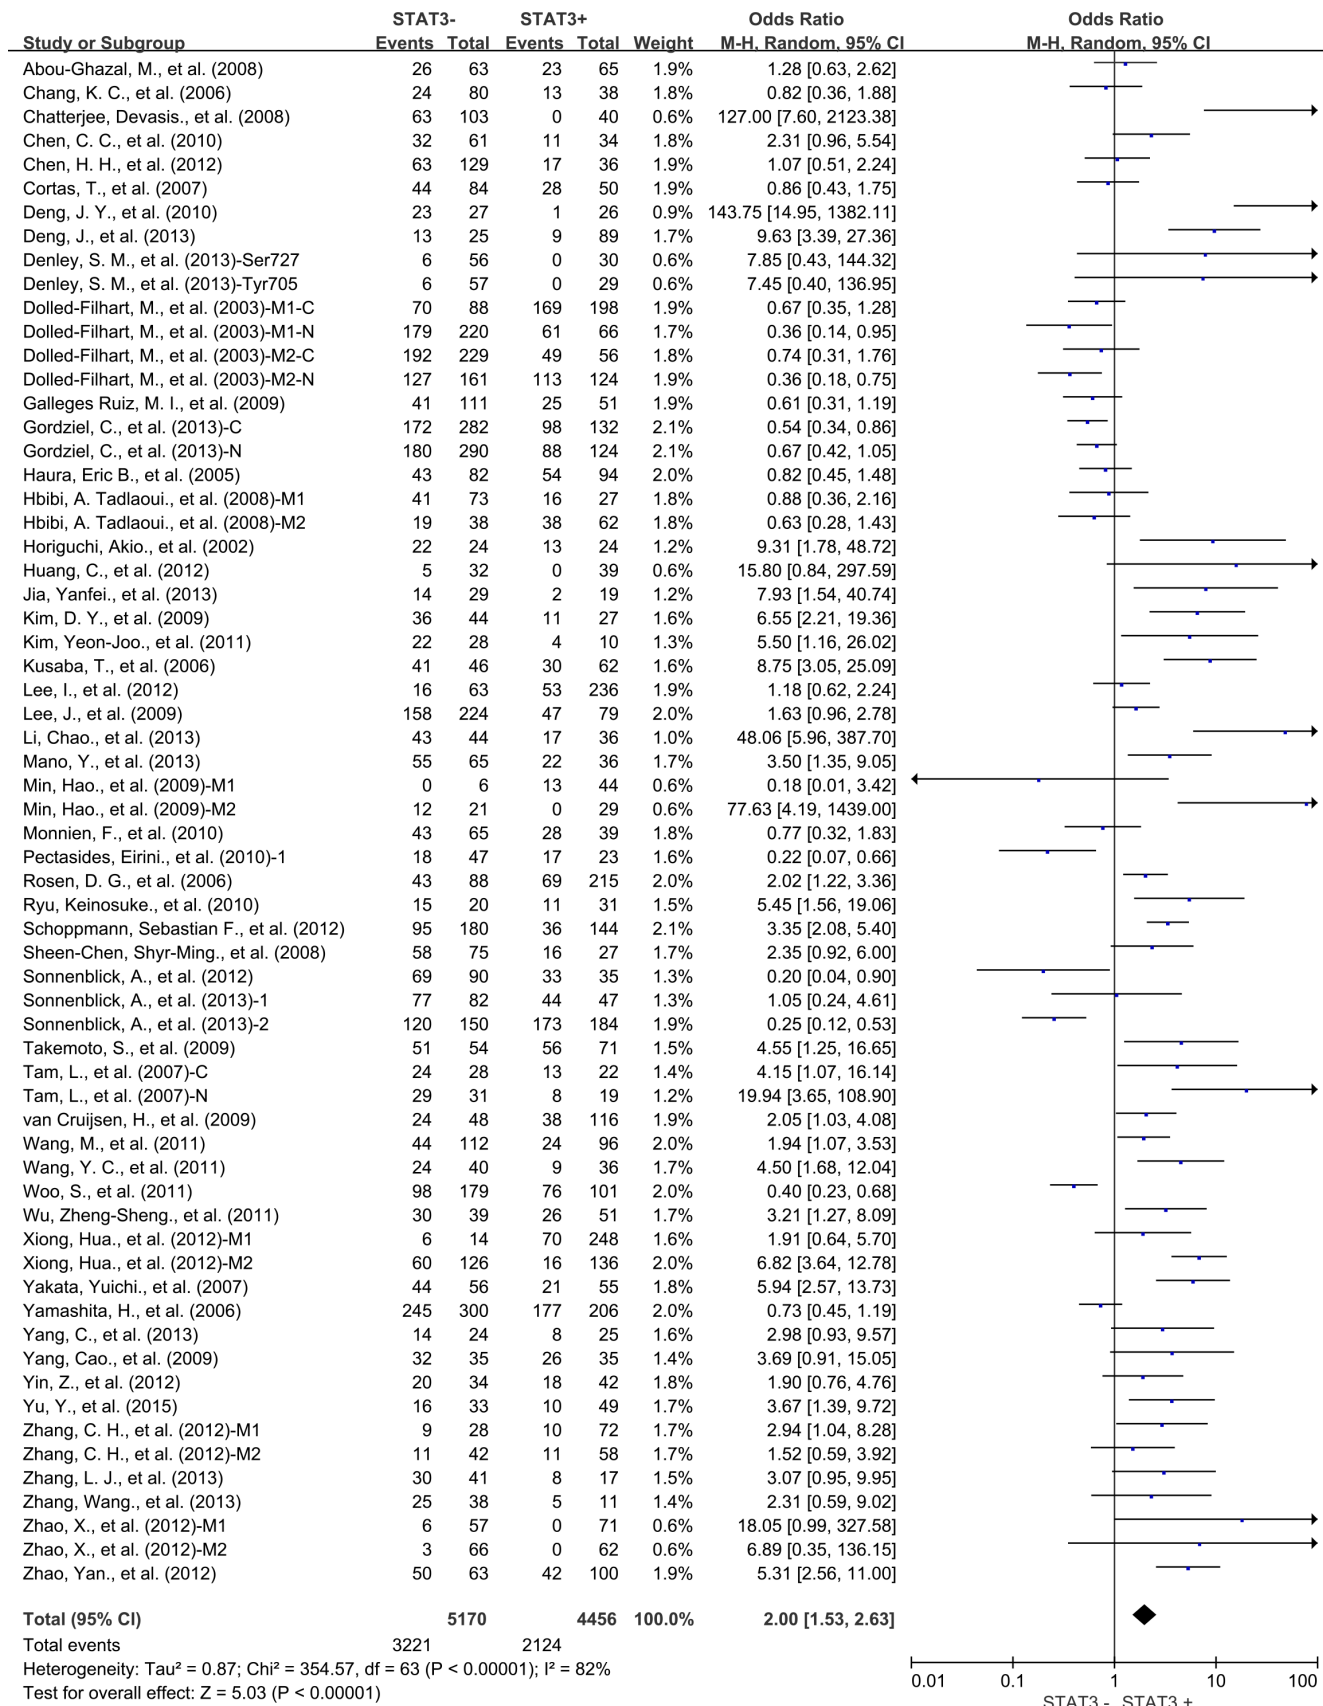 STAT3- STAT3+ Odds Ratio Odds Ratio
Study or Subgroup Events Total Events Total Weight M-H, Random, 95% CI M-H, Random, 95% CI
Abou-Ghazal, M., et al. (2008) 26 63 23 65 1.9% 1.28 [0.63, 2.62]
Chang, K. C., et al. (2006) 24 80 13 38 1.8% 0.82 [0.36, 1.88]
Chatterjee, Devasis., et al. (2008) 63 103 0 40 0.6% 127.00 [7.60, 2123.38]
Chen, C. C., et al. (2010) 32 61 11 34 1.8% 2.31 [0.96, 5.54]
Chen, H. H., et al. (2012) 63 129 17 36 1.9% 1.07 [0.51, 2.24]
Cortas, T., et al. (2007) 44 84 28 50 1.9% 0.86 [0.43, 1.75]
Deng, J. Y., et al. (2010) 23 27 1 26 0.9% 143.75 [14.95, 1382.11]
Deng, J., et al. (2013) 13 25 9 89 1.7% 9.63 [3.39, 27.36]
Denley, S. M., et al. (2013)-Ser727 6 56 0 30 0.6% 7.85 [0.43, 144.32]
Denley, S. M., et al. (2013)-Tyr705 6 57 0 29 0.6% 7.45 [0.40, 136.95]
Dolled-Filhart, M., et al. (2003)-M1-C 70 88 169 198 1.9% 0.67 [0.35, 1.28]
Dolled-Filhart, M., et al. (2003)-M1-N 179 220 61 66 1.7% 0.36 [0.14, 0.95]
Dolled-Filhart, M., et al. (2003)-M2-C 192 229 49 56 1.8% 0.74 [0.31, 1.76]
Dolled-Filhart, M., et al. (2003)-M2-N 127 161 113 124 1.9% 0.36 [0.18, 0.75]
Galleges Ruiz, M. I., et al. (2009) 41 111 25 51 1.9% 0.61 [0.31, 1.19]
Gordziel, C., et al. (2013)-C 172 282 98 132 2.1% 0.54 [0.34, 0.86]
Gordziel, C., et al. (2013)-N 180 290 88 124 2.1% 0.67 [0.42, 1.05]
Haura, Eric B., et al. (2005) 43 82 54 94 2.0% 0.82 [0.45, 1.48]
Hbibi, A. Tadlaoui., et al. (2008)-M1 41 73 16 27 1.8% 0.88 [0.36, 2.16]
Hbibi, A. Tadlaoui., et al. (2008)-M2 19 38 38 62 1.8% 0.63 [0.28, 1.43]
Horiguchi, Akio., et al. (2002) 22 24 13 24 1.2% 9.31 [1.78, 48.72]
Huang, C., et al. (2012) 5 32 0 39 0.6% 15.80 [0.84, 297.59]
Jia, Yanfei., et al. (2013) 14 29 2 19 1.2% 7.93 [1.54, 40.74]
Kim, D. Y., et al. (2009) 36 44 11 27 1.6% 6.55 [2.21, 19.36]
Kim, Yeon-Joo., et al. (2011) 22 28 4 10 1.3% 5.50 [1.16, 26.02]
Kusaba, T., et al. (2006) 41 46 30 62 1.6% 8.75 [3.05, 25.09]
Lee, I., et al. (2012) 16 63 53 236 1.9% 1.18 [0.62, 2.24]
Lee, J., et al. (2009) 158 224 47 79 2.0% 1.63 [0.96, 2.78]
Li, Chao., et al. (2013) 43 44 17 36 1.0% 48.06 [5.96, 387.70]
Mano, Y., et al. (2013) 55 65 22 36 1.7% 3.50 [1.35, 9.05]
Min, Hao., et al. (2009)-M1 0 6 13 44 0.6% 0.18 [0.01, 3.42]
Min, Hao., et al. (2009)-M2 12 21 0 29 0.6% 77.63 [4.19, 1439.00]
Monnien, F., et al. (2010) 43 65 28 39 1.8% 0.77 [0.32, 1.83]
Pectasides, Eirini., et al. (2010)-1 18 47 17 23 1.6% 0.22 [0.07, 0.66]
Rosen, D. G., et al. (2006) 43 88 69 215 2.0% 2.02 [1.22, 3.36]
Ryu, Keinosuke., et al. (2010) 15 20 11 31 1.5% 5.45 [1.56, 19.06]
Schoppmann, Sebastian F., et al. (2012) 95 180 36 144 2.1% 3.35 [2.08, 5.40]
Sheen-Chen, Shyr-Ming., et al. (2008) 58 75 16 27 1.7% 2.35 [0.92, 6.00]
Sonnenblick, A., et al. (2012) 69 90 33 35 1.3% 0.20 [0.04, 0.90]
Sonnenblick, A., et al. (2013)-1 77 82 44 47 1.3% 1.05 [0.24, 4.61]
Sonnenblick, A., et al. (2013)-2 120 150 173 184 1.9% 0.25 [0.12, 0.53]
Takemoto, S., et al. (2009) 51 54 56 71 1.5% 4.55 [1.25, 16.65]
Tam, L., et al. (2007)-C 24 28 13 22 1.4% 4.15 [1.07, 16.14]
Tam, L., et al. (2007)-N 29 31 8 19 1.2% 19.94 [3.65, 108.90]
van Cruijsen, H., et al. (2009) 24 48 38 116 1.9% 2.05 [1.03, 4.08]
Wang, M., et al. (2011) 44 112 24 96 2.0% 1.94 [1.07, 3.53]
Wang, Y. C., et al. (2011) 24 40 9 36 1.7% 4.50 [1.68, 12.04]
Woo, S., et al. (2011) 98 179 76 101 2.0% 0.40 [0.23, 0.68]
Wu, Zheng-Sheng., et al. (2011) 30 39 26 51 1.7% 3.21 [1.27, 8.09]
Xiong, Hua., et al. (2012)-M1 6 14 70 248 1.6% 1.91 [0.64, 5.70]
Xiong, Hua., et al. (2012)-M2 60 126 16 136 2.0% 6.82 [3.64, 12.78]
Yakata, Yuichi., et al. (2007) 44 56 21 55 1.8% 5.94 [2.57, 13.73]
Yamashita, H., et al. (2006) 245 300 177 206 2.0% 0.73 [0.45, 1.19]
Yang, C., et al. (2013) 14 24 8 25 1.6% 2.98 [0.93, 9.57]
Yang, Cao., et al. (2009) 32 35 26 35 1.4% 3.69 [0.91, 15.05]
Yin, Z., et al. (2012) 20 34 18 42 1.8% 1.90 [0.76, 4.76]
Yu, Y., et al. (2015) 16 33 10 49 1.7% 3.67 [1.39, 9.72]
Zhang, C. H., et al. (2012)-M1 9 28 10 72 1.6% 2.94 [1.04, 8.28]
Zhang, C. H., et al. (2012)-M2 11 42 11 58 1.7% 1.52 [0.59, 3.92]
Zhang, L. J., et al. (2013) 30 41 8 17 1.5% 3.07 [0.95, 9.95]
Zhang, Wang., et al. (2013) 25 38 5 11 1.4% 2.31 [0.59, 9.02]
Zhao, X., et al. (2012)-M1 6 57 0 71 0.6% 18.05 [0.99, 327.58]
Zhao, X., et al. (2012)-M2 3 66 0 62 0.6% 6.89 [0.35, 136.15]
Zhao, Yan., et al. (2012) 50 63 42 100 1.9% 5.31 [2.56, 11.00]
Total (95% CI) 5170 4456 100.0% 2.00 [1.53, 2.63]
Total events 3221 2124
Heterogeneity: Tau² = 0.87; Chi² = 354.57, df = 63 (P < 0.00001); I² = 82%
Test for overall effect: Z = 5.03 (P < 0.00001)
0.01 0.1 1 10 100
STAT3 - STAT3 +